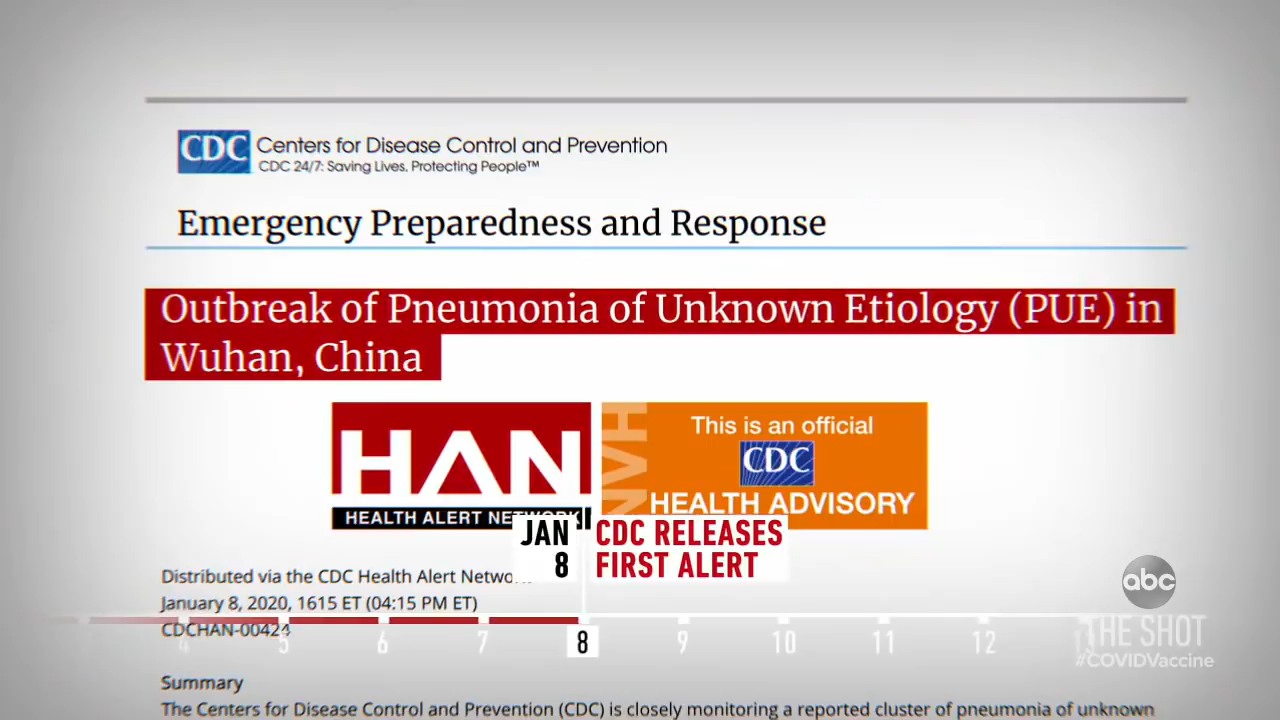 CDC Centers for Disease Control and Prevention
CDC 24/7: Saving Lives. Protecting People™
Emergency Preparedness and Response
Outbreak of Pneumonia of Unknown Etiology (PUE) in
Wuhan, China
HAN
HEALTH ALERT NETWORK
HAN
This is an official
CDC
HEALTH ADVISORY
JAN
8
CDC RELEASES
FIRST ALERT
Distributed via the CDC Health Alert Network
January 8, 2020, 1615 ET (04:15 PM ET)
CDCHAN-00424
4 5 6 7 8 9 10 11 12
abc
THE SHOT
#COVIDVaccine
Summary
The Centers for Disease Control and Prevention (CDC) is closely monitoring a reported cluster of pneumonia of unknown